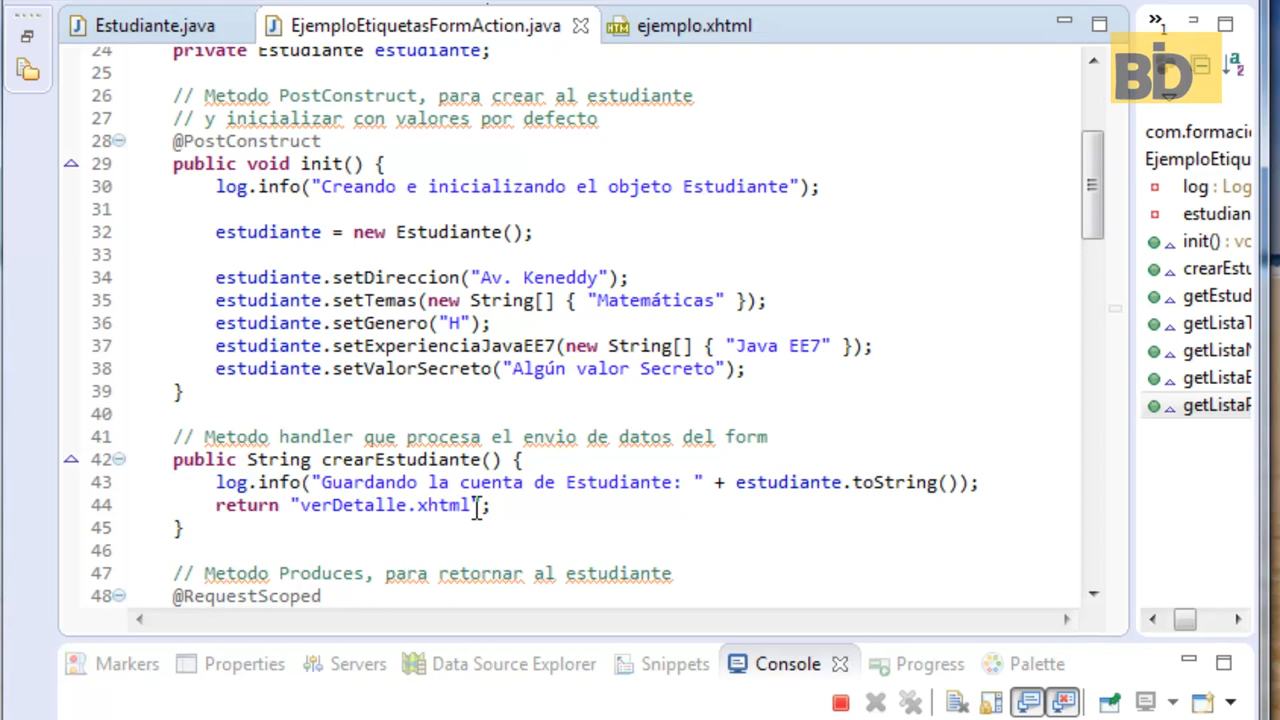 Estudiante.java
EjemploEtiquetasFormAction.java
ejemplo.xhtml
1
BiD
24 private Estudiante estudiante;
25
26 // Metodo PostConstruct, para crear al estudiante
27 // y inicializar con valores por defecto
28 @PostConstruct
29 public void init() {
30 log.info("Creando e inicializando el objeto Estudiante");
31
32 estudiante = new Estudiante();
33
34 estudiante.setDireccion("Av. Keneddy");
35 estudiante.setTemas(new String[] { "Matemáticas" });
36 estudiante.setGenero("H");
37 estudiante.setExperienciaJavaEE7(new String[] { "Java EE7" });
38 estudiante.setValorSecreto("Algún valor Secreto");
39 }
40
41 // Metodo handler que procesa el envio de datos del form
42 public String crearEstudiante() {
43 log.info("Guardando la cuenta de Estudiante: " + estudiante.toString());
44 return "verDetalle.xhtml";
45 }
46
47 // Metodo Produces, para retornar al estudiante
48 @RequestScoped
com.formacio
EjemploEtiqu
log : Log
estudian
init() : vo
crearEstu
getEstud
getListaT
getLista
getListaE
getLista
Markers
Properties
Servers
Data Source Explorer
Snippets
Console
Progress
Palette